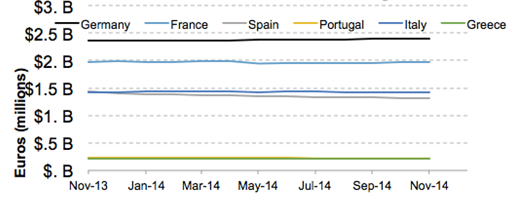 $3. B
Germany France Spain Portugal Italy Greece
$2.5 B
$2. B
$1.5 B
$1. B
$.5 B
$. B
Euros (millions)
Nov-13 Jan-14 Mar-14 May-14 Jul-14 Sep-14 Nov-14